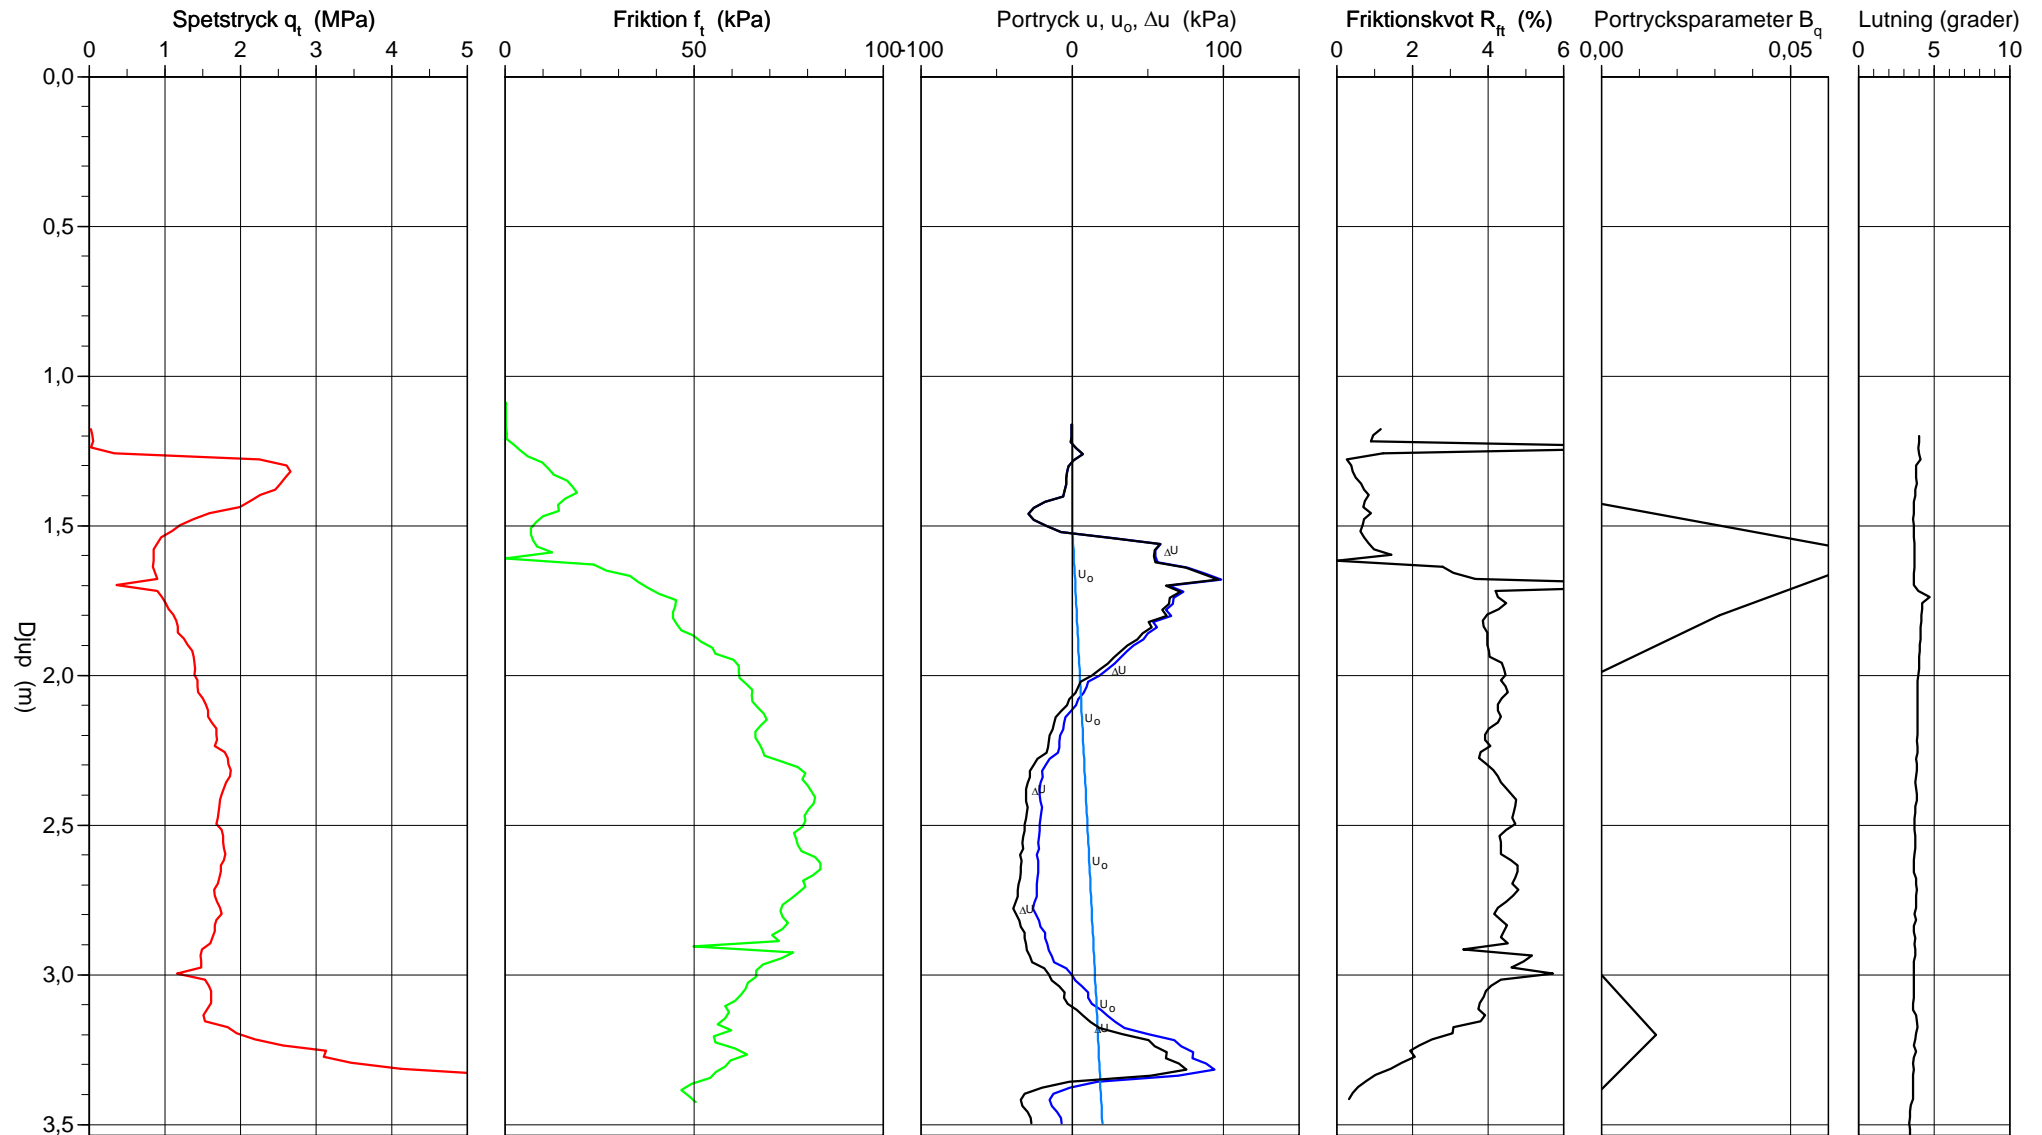 Spetstryck qt (MPa)
Friktion ft (kPa)
Portryck u, uo, Δu (kPa)
Friktionskvot Rft (%)
Portrycksparameter Bq
Lutning (grader)
0 1 2 3 4 5
0 50 100
-100 0 100
0 2 4 6
0,00 0,05
0 5 10
0,0
0,5
1,0
1,5
2,0
2,5
3,0
3,5
Djup (m)
ΔU
Uo
ΔU
Uo
ΔU
Uo
ΔU
Uo
ΔU